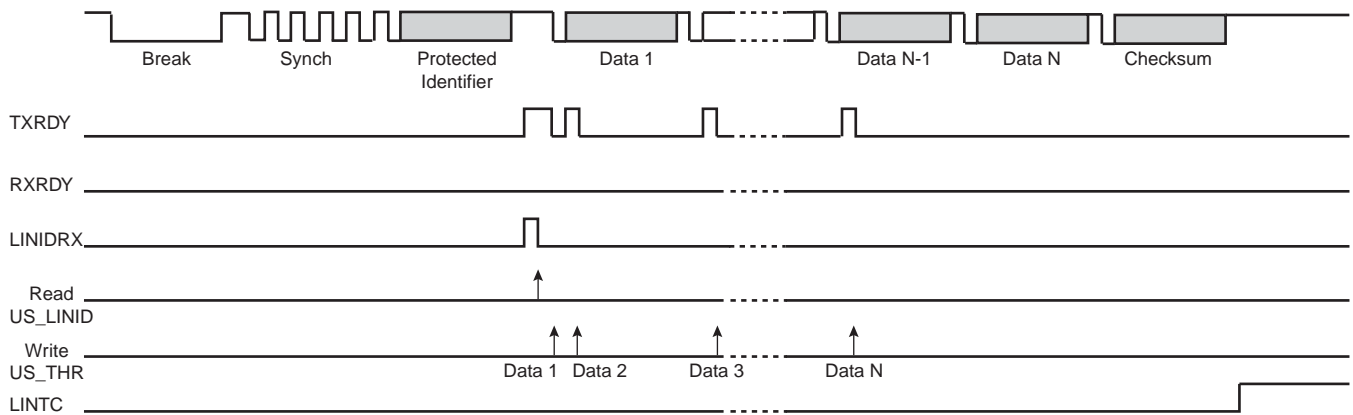 Break Synch Protected Data 1 Data N-1 Data N Checksum
Identifier
TXRDY
RXRDY
LINIDRX
Read
US_LINID
Write
US_THR Data 1 Data 2 Data 3 Data N
LINTC